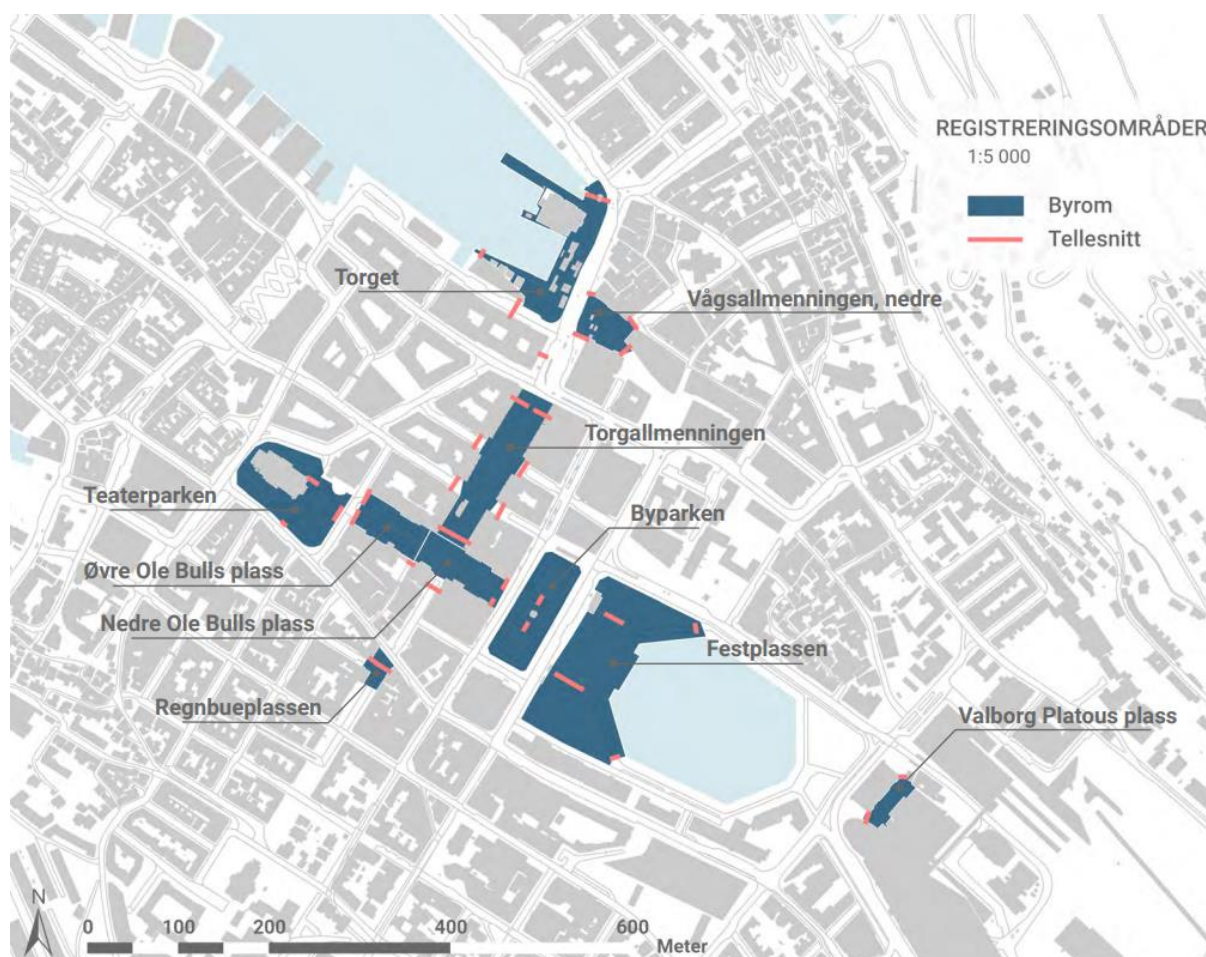 REGISTRERINGSOMRÅDER
1:5 000
Byrom
Tellesnitt
Torget
Vågsallmenningen, nedre
Torgallmenningen
Teaterparken
Byparken
Øvre Ole Bulls plass
Nedre Ole Bulls plass
Festplassen
Regnbueplassen
Valborg Platous plass
N
0 100 200 400 600
Meter